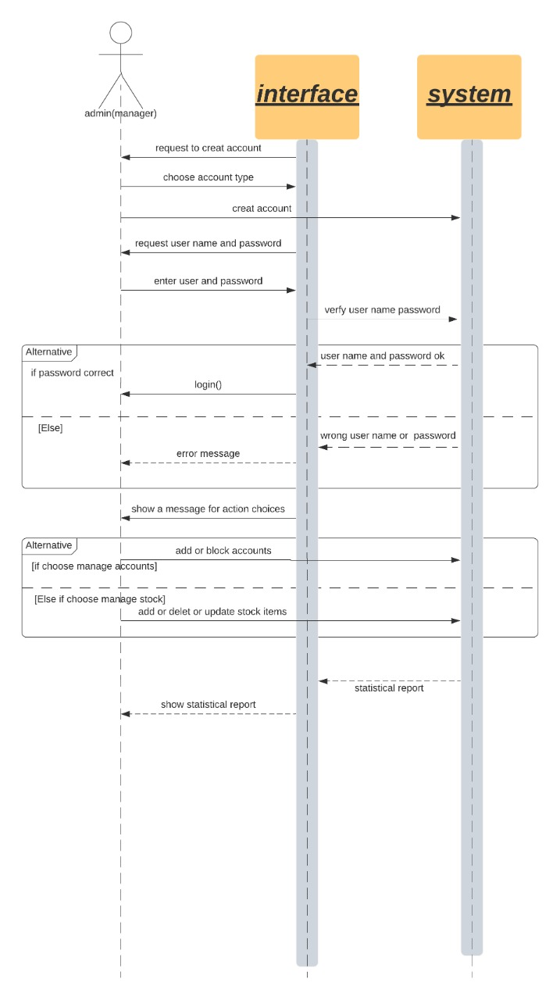 interface
system
admin(manager)
request to creat account
choose account type
creat account
request user name and password
enter user and password
verfy user name password
Alternative
user name and password ok
if password correct
login()
[Else]
wrong user name or  password
error message
show a message for action choices
Alternative
add or block accounts
[if choose manage accounts]
[Else if choose manage stock]
add or delet or update stock items
statistical report
show statistical report